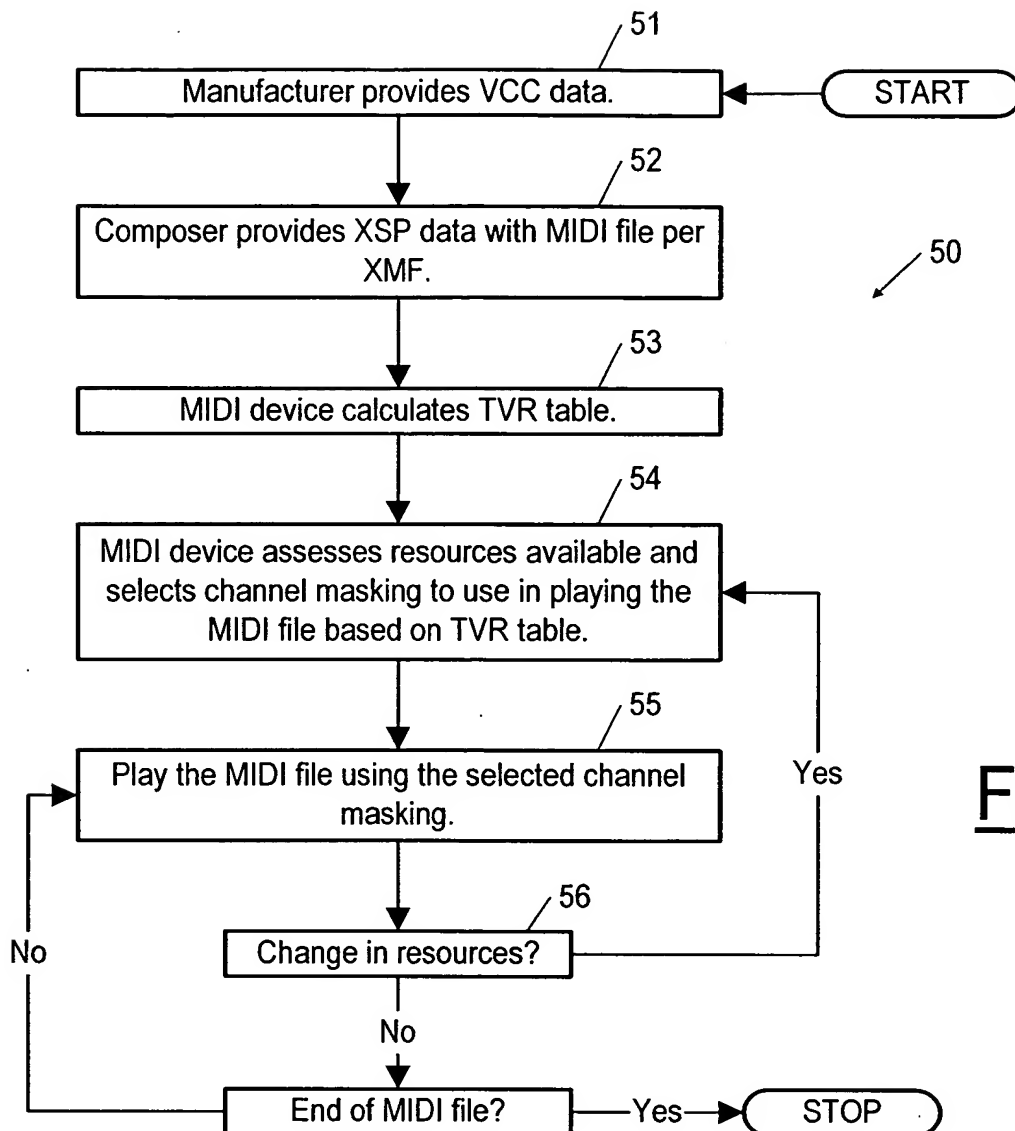 51
Manufacturer provides VCC data.
START
52
Composer provides XSP data with MIDI file per
XMF.
50
53
MIDI device calculates TVR table.
54
MIDI device assesses resources available and
selects channel masking to use in playing the
MIDI file based on TVR table.
55
Play the MIDI file using the selected channel
masking.
Yes
F
56
Change in resources?
No
No
End of MIDI file?
Yes
STOP